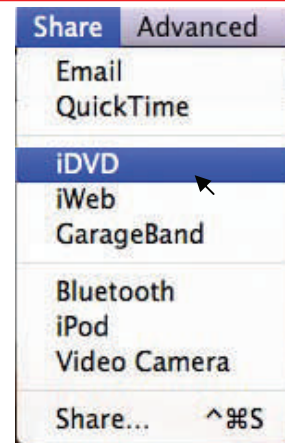 Share Advanced
Email
QuickTime
iDVD
iWeb
GarageBand
Bluetooth
iPod
Video Camera
Share... ^⌘S